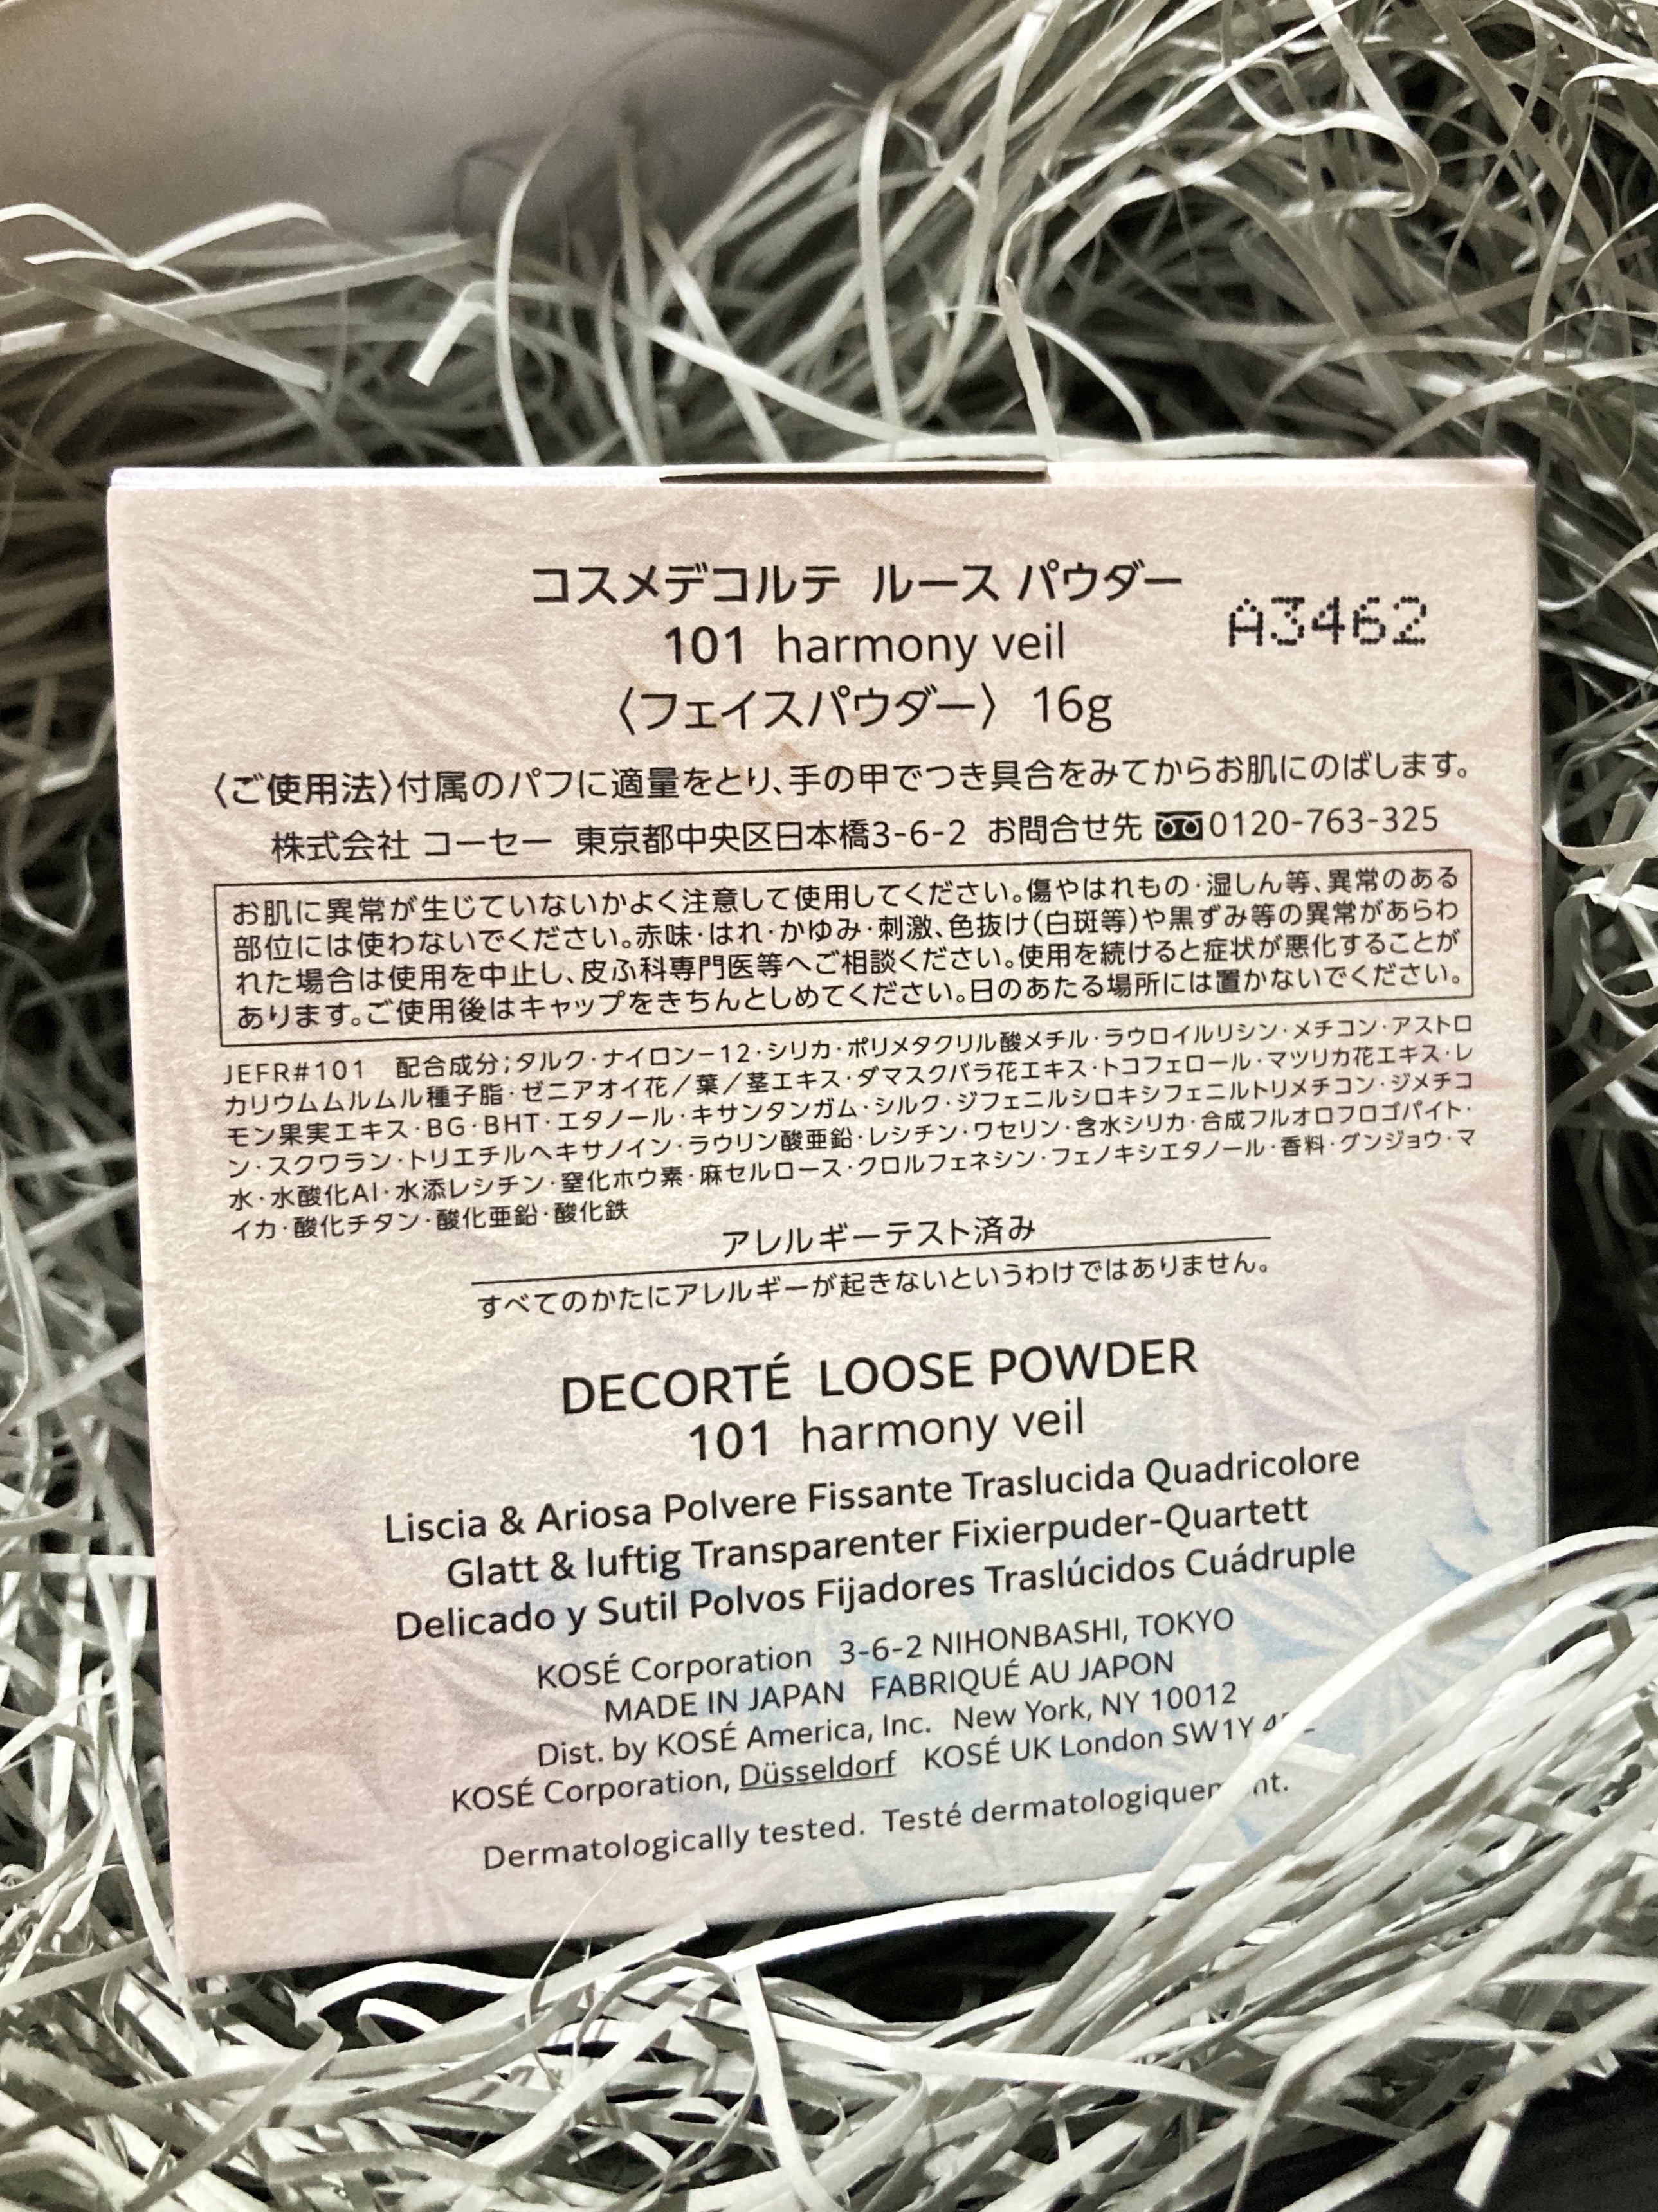 コスメデコルテ ルース パウダー
A3462
101 harmony veil
〈フェイスパウダー〉 16g
〈ご使用法〉付属のパフに適量をとり、手の甲でつき具合をみてからお肌にのばします。
株式会社 コーセー 東京都中央区日本橋3-6-2 お問合せ先 0120-763-325
お肌に異常が生じていないかよく注意して使用してください。傷やはれもの・湿しん等、異常のある
部位には使わないでください。赤味・はれ・かゆみ・刺激、色抜け(白斑等)や黒ずみ等の異常があらわ
れた場合は使用を中止し、皮ふ科専門医等へご相談ください。使用を続けると症状が悪化することが
あります。ご使用後はキャップをきちんとしめてください。日のあたる場所には置かないでください。
JEFR#101 配合成分;タルク・ナイロン-12・シリカ・ポリメタクリル酸メチル・ラウロイルリシン・メチコン・アストロ
カリウムムルムル種子脂・ゼニアオイ花/葉/茎エキス・ダマスクバラ花エキス・トコフェロール・マツリカ花エキス・レ
モン果実エキス・BG・BHT・エタノール・キサンタンガム・シルク・ジフェニルシロキシフェニルトリメチコン・ジメチコ
ン・スクワラン・トリエチルヘキサノイン・ラウリン酸亜鉛・レシチン・ワセリン・含水シリカ・合成フルオロフロゴパイト・
水・水酸化Al・水添レシチン・窒化ホウ素・麻セルロース・クロルフェネシン・フェノキシエタノール・香料・グンジョウ・マ
イカ・酸化チタン・酸化亜鉛・酸化鉄
アレルギーテスト済み
すべてのかたにアレルギーが起きないというわけではありません。
DECORTÉ LOOSE POWDER
101 harmony veil
Liscia & Ariosa Polvere Fissante Traslucida Quadricolore
Glatt & luftig Transparenter Fixierpuder-Quartett
Delicado y Sutil Polvos Fijadores Traslúcidos Cuádruple
KOSÉ Corporation 3-6-2 NIHONBASHI, TOKYO
MADE IN JAPAN FABRIQUÉ AU JAPON
Dist. by KOSÉ America, Inc. New York, NY 10012
KOSÉ Corporation, Düsseldorf KOSÉ UK London SW1Y
Dermatologically tested. Testé